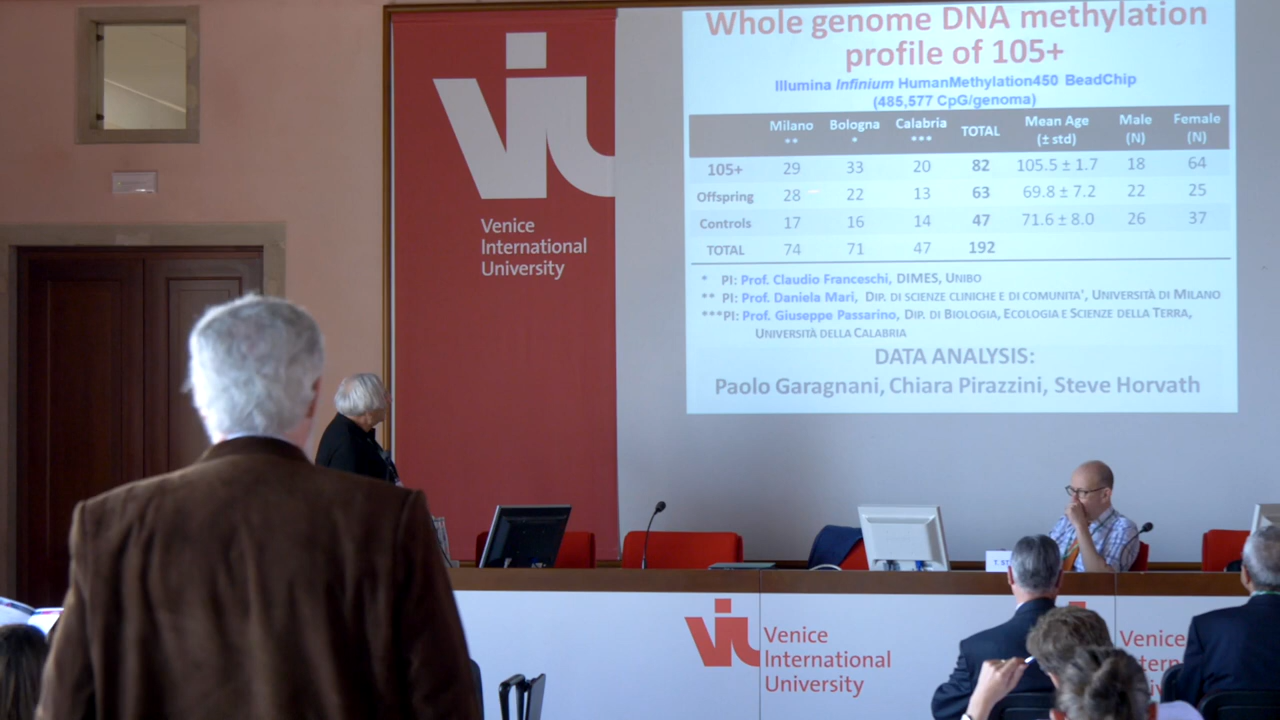 Whole genome DNA methylation
profile of 105+
Illumina Infinium HumanMethylation450 BeadChip
(485,577 CpG/genoma)
Milano ** Bologna * Calabria *** TOTAL Mean Age (± std) Male (N) Female (N)
105+ 29 33 20 82 105.5 ± 1.7 18 64
Offspring 28 22 13 63 69.8 ± 7.2 22 25
Controls 17 16 14 47 71.6 ± 8.0 26 37
TOTAL 74 71 47 192
* PI: Prof. Claudio Franceschi, DIMES, UNIBO
** PI: Prof. Daniela Mari, DIP. DI SCIENZE CLINICHE E DI COMUNITA', UNIVERSITÀ DI MILANO
***PI: Prof. Giuseppe Passarino, DIP. DI BIOLOGIA, ECOLOGIA E SCIENZE DELLA TERRA,
UNIVERSITÀ DELLA CALABRIA
DATA ANALYSIS:
Paolo Garagnani, Chiara Pirazzini, Steve Horvath
viu
Venice
International
University
viu
Venice
International
University
Venice